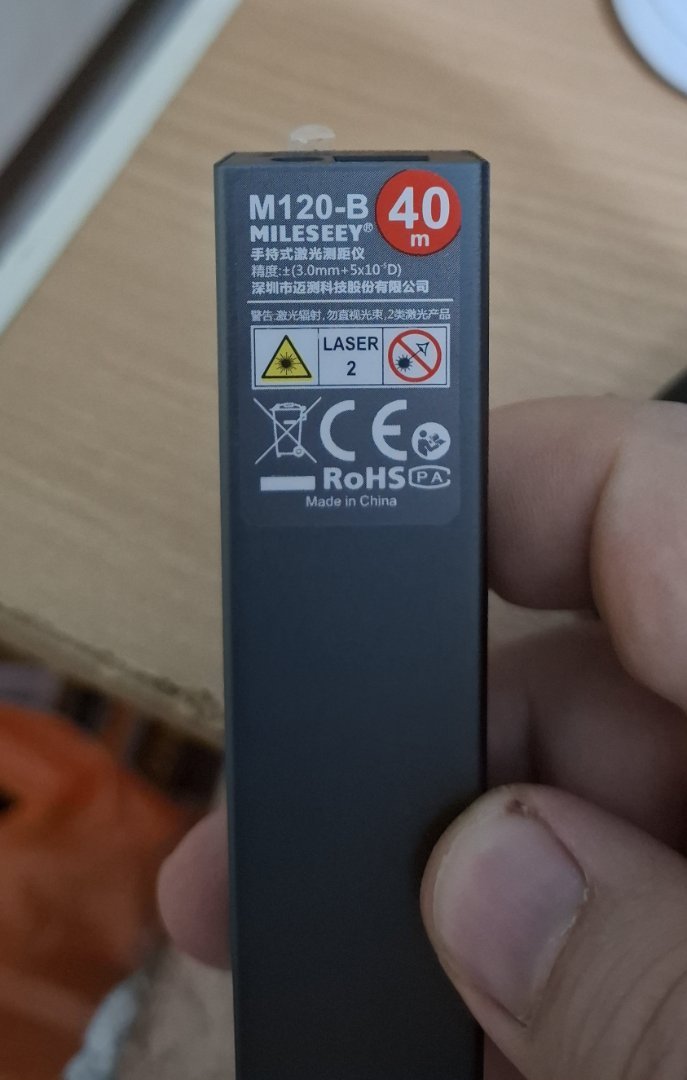 M120-B
40
m
MILESEEY®
手持式激光测距仪
精度:±(3.0mm+5x10⁻⁵D)
深圳市迈测科技股份有限公司
警告:激光辐射,勿直视光束,2类激光产品
LASER
2
CE
RoHS PA
Made in China